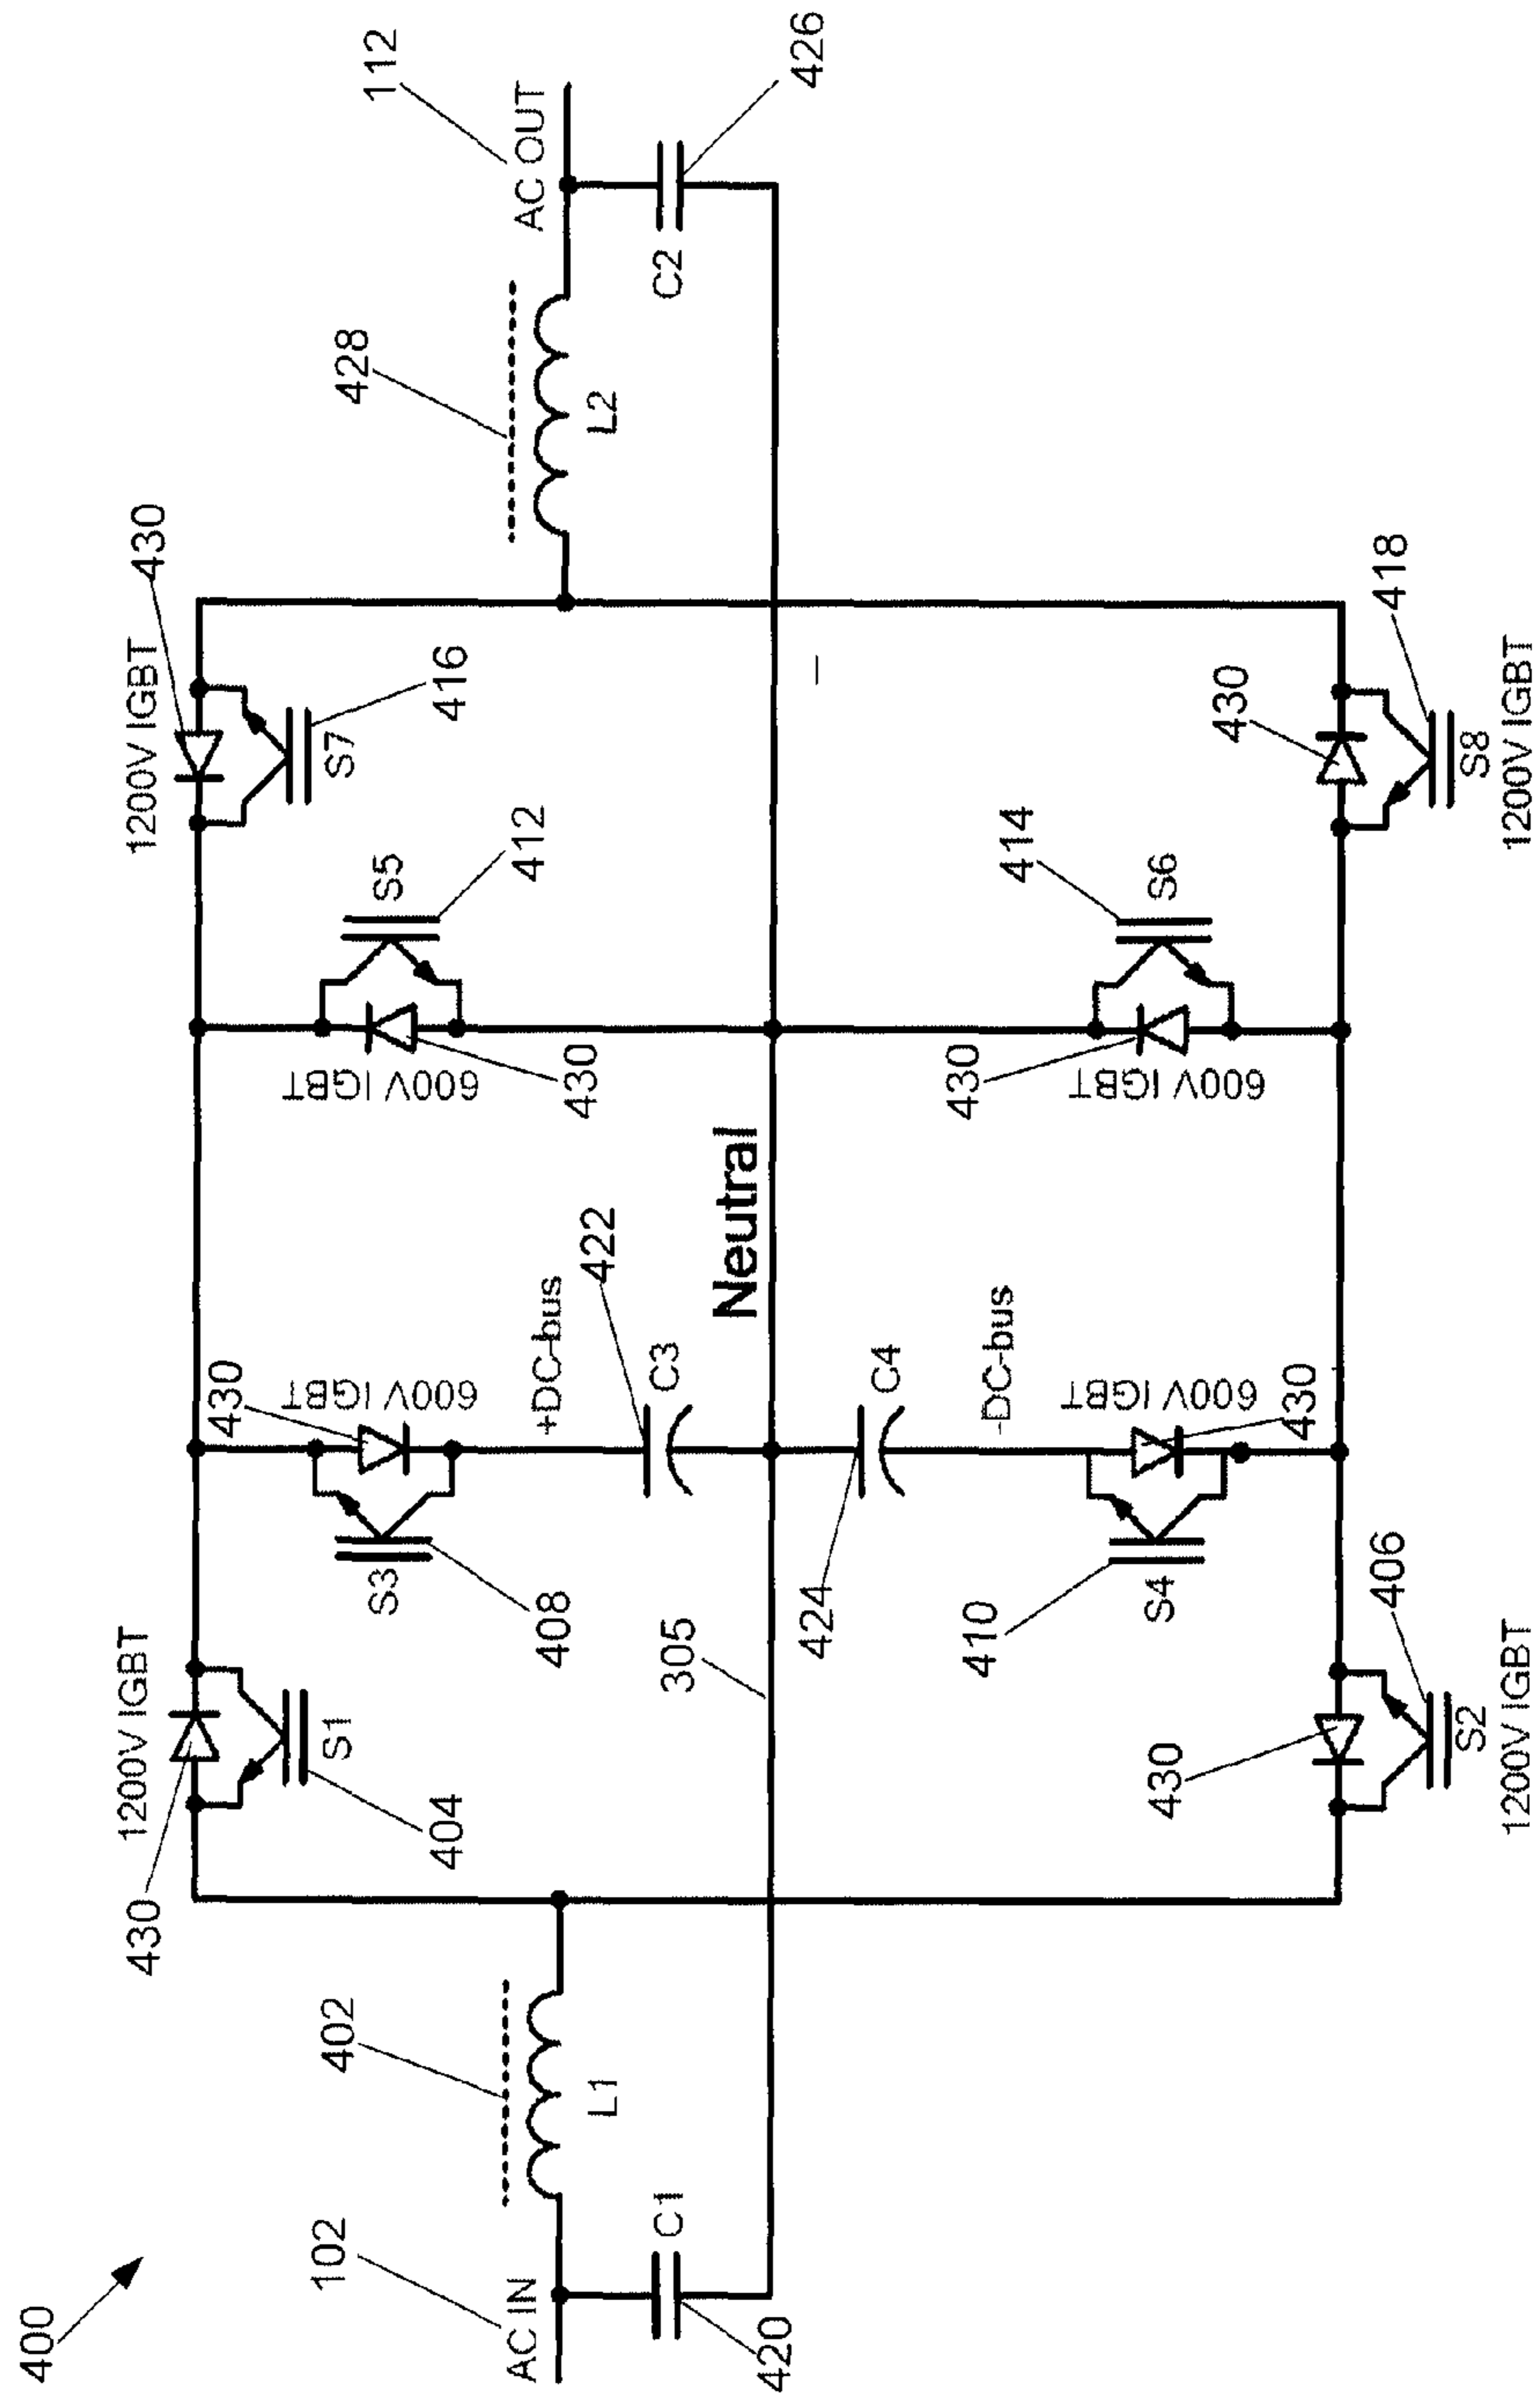 400
102
AC IN
420
C1
402
L1
430
1200V IGBT
404
S1
305
430
1200V IGBT
S2
406
430
600V IGBT
S3
408
+DC-bus
422
C3
Neutral
424
C4
-DC-bus
410
S4
600V IGBT
430
600V IGBT
430
S5
412
430
600V IGBT
414
S6
1200V IGBT
430
S7
416
430
418
S8
1200V IGBT
428
L2
AC OUT
112
C2
426